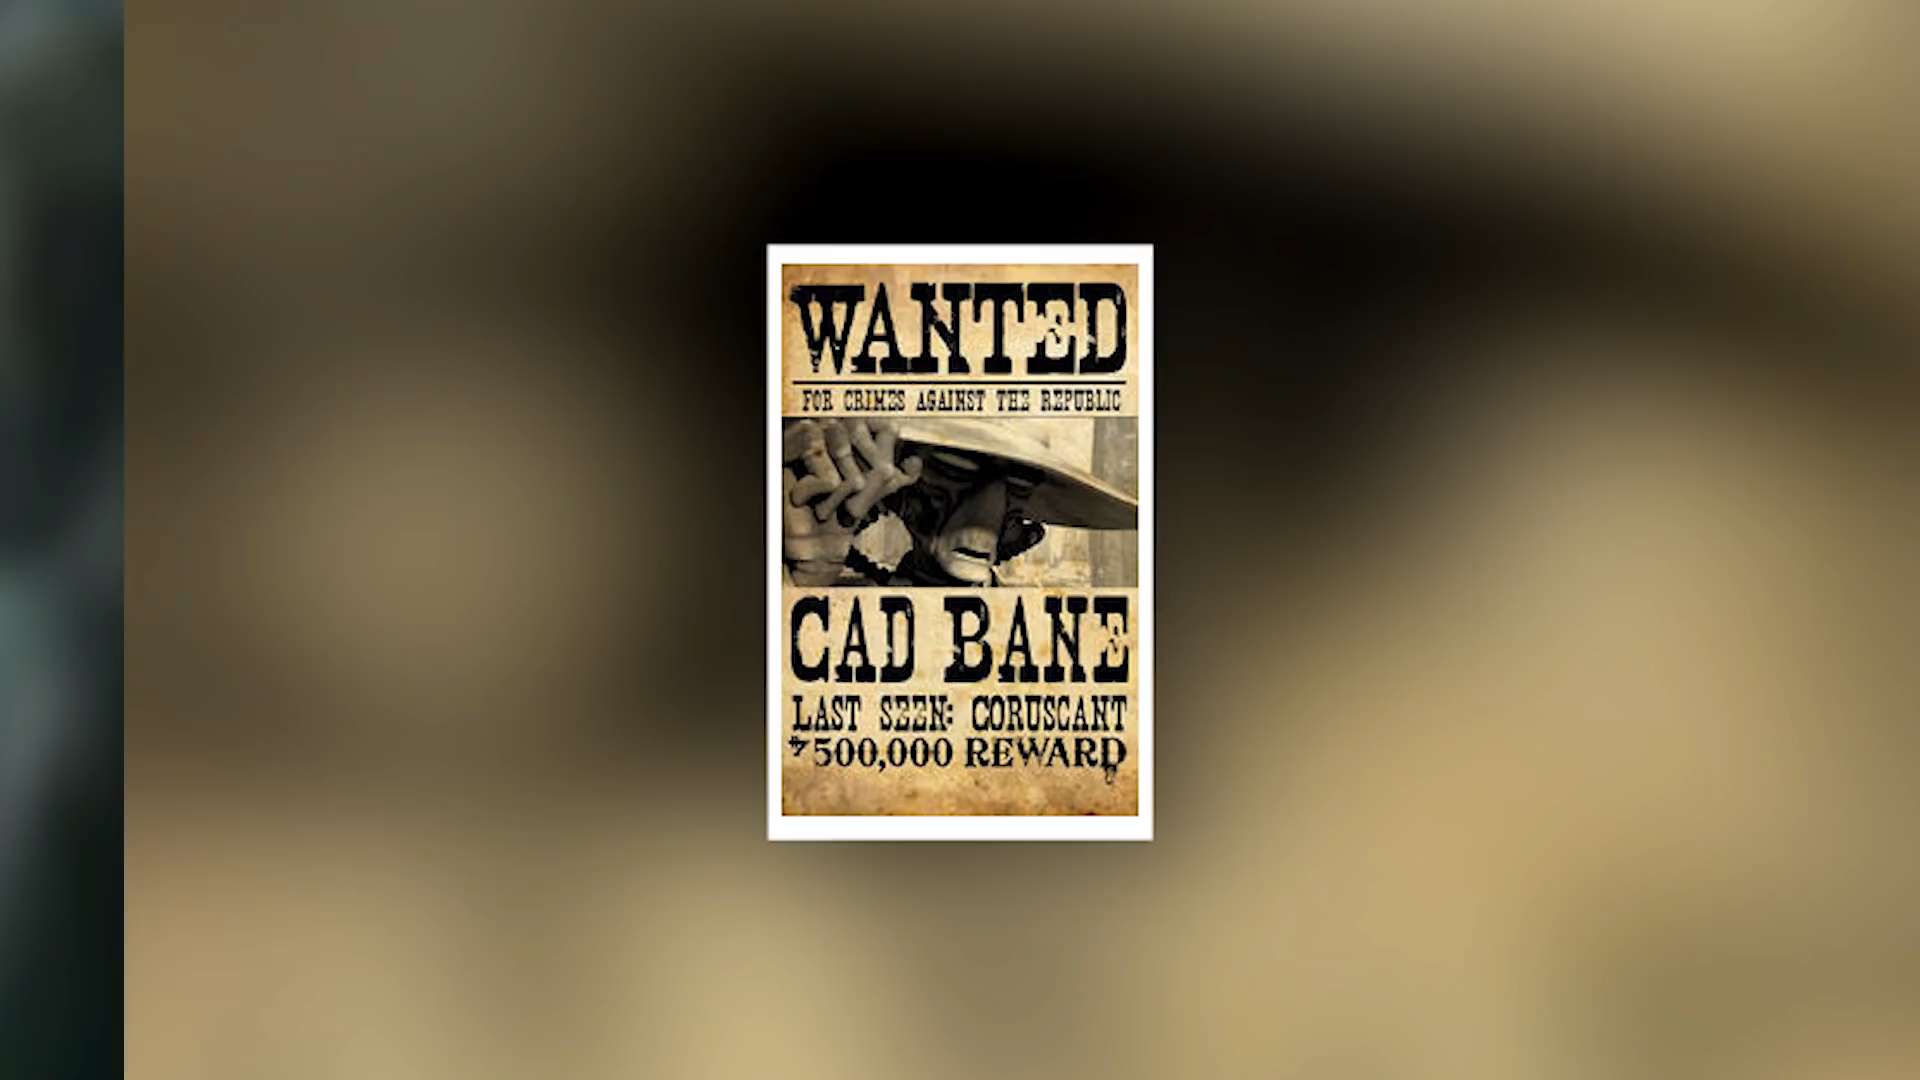 WANTED
FOR CRIMES AGAINST THE REPUBLIC
CAD BANE
LAST SEEN: CORUSCANT
500,000 REWARD